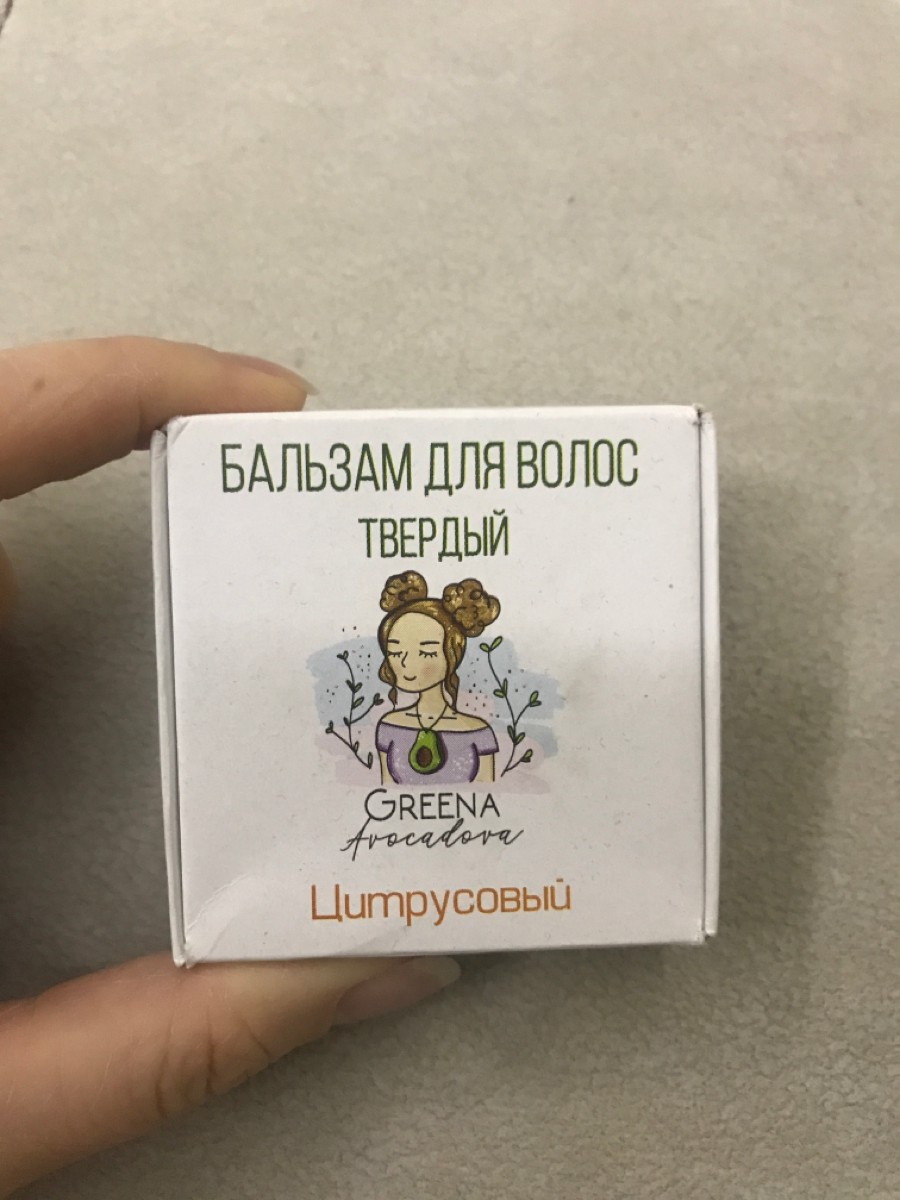 БАЛЬЗАМ ДЛЯ ВОЛОС
ТВЕРДЫЙ
GREENA
Avocadova
Цитрусовый